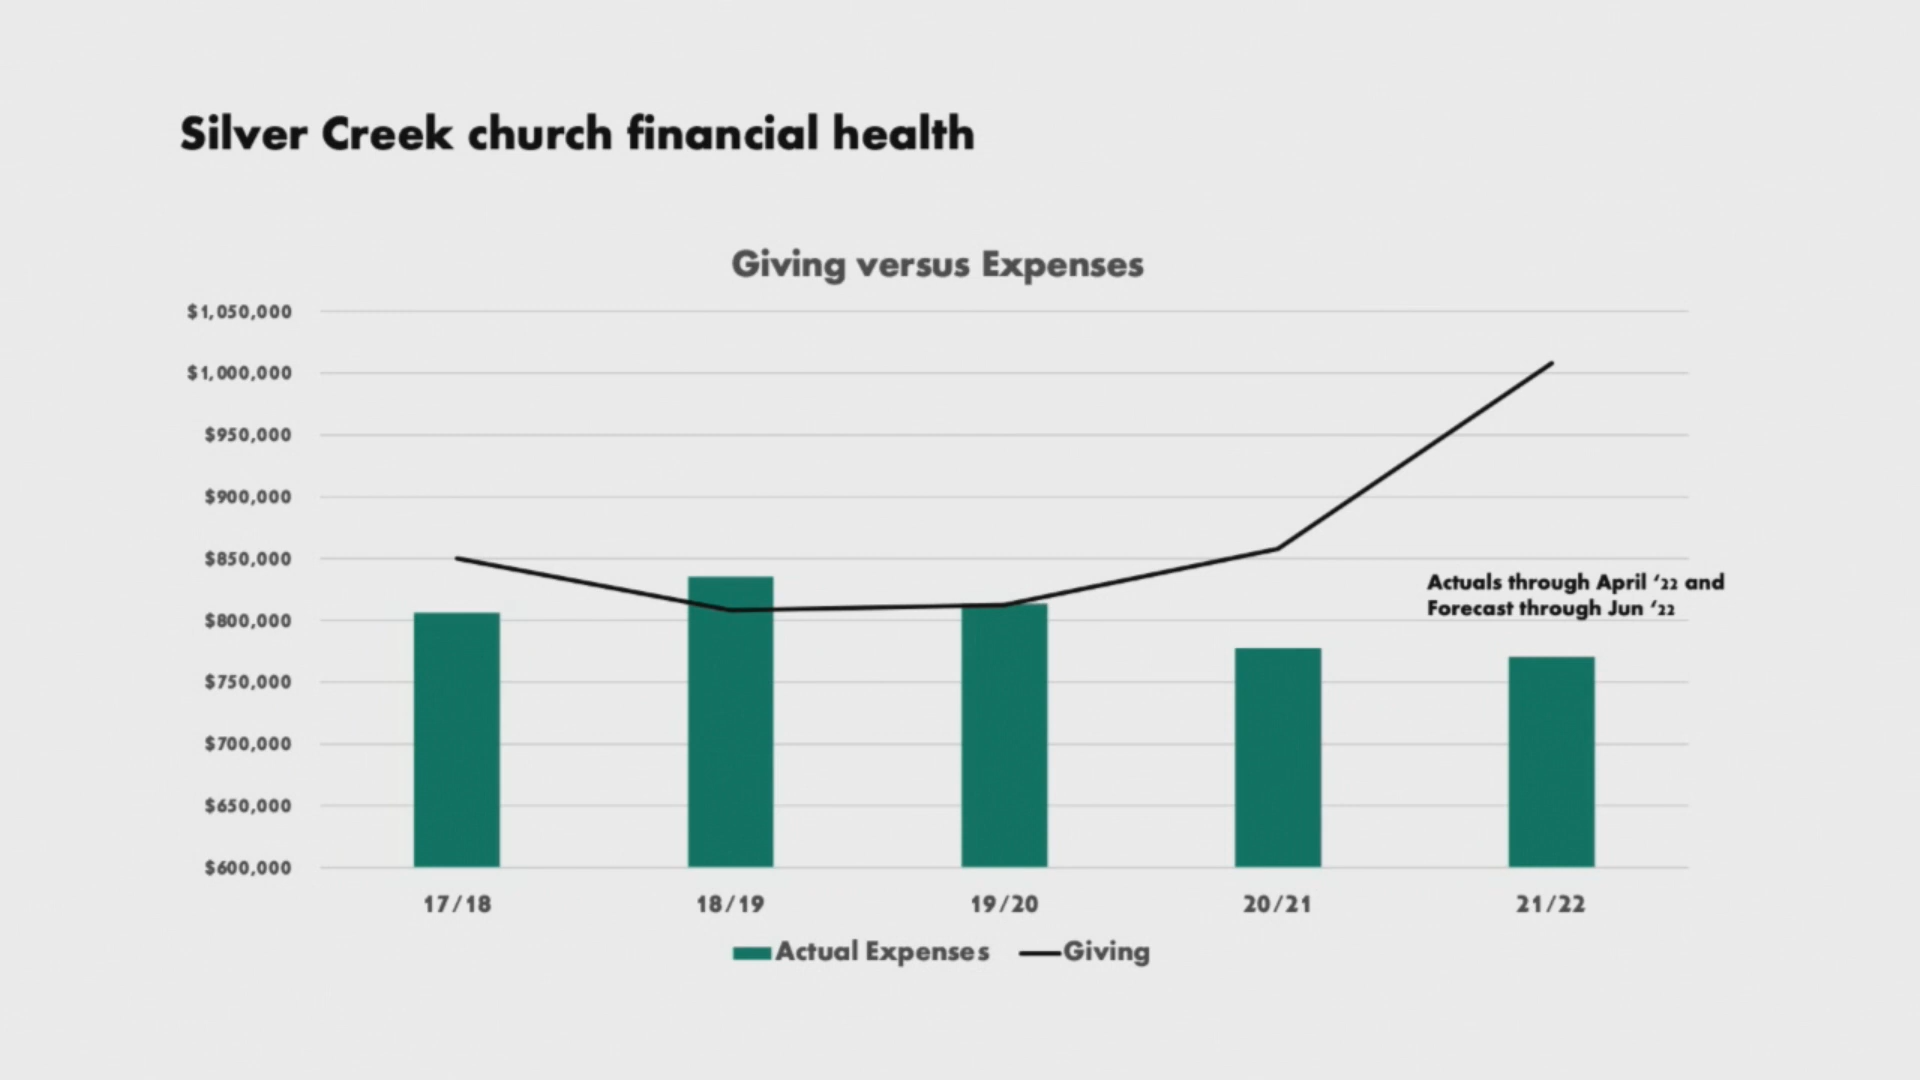 Silver Creek church financial health
Giving versus Expenses
$1,050,000
$1,000,000
$950,000
$900,000
$850,000
$800,000
$750,000
$700,000
$650,000
$600,000
Actuals through April ‘22 and
Forecast through Jun ‘22
17/18 18/19 19/20 20/21 21/22
Actual Expenses Giving